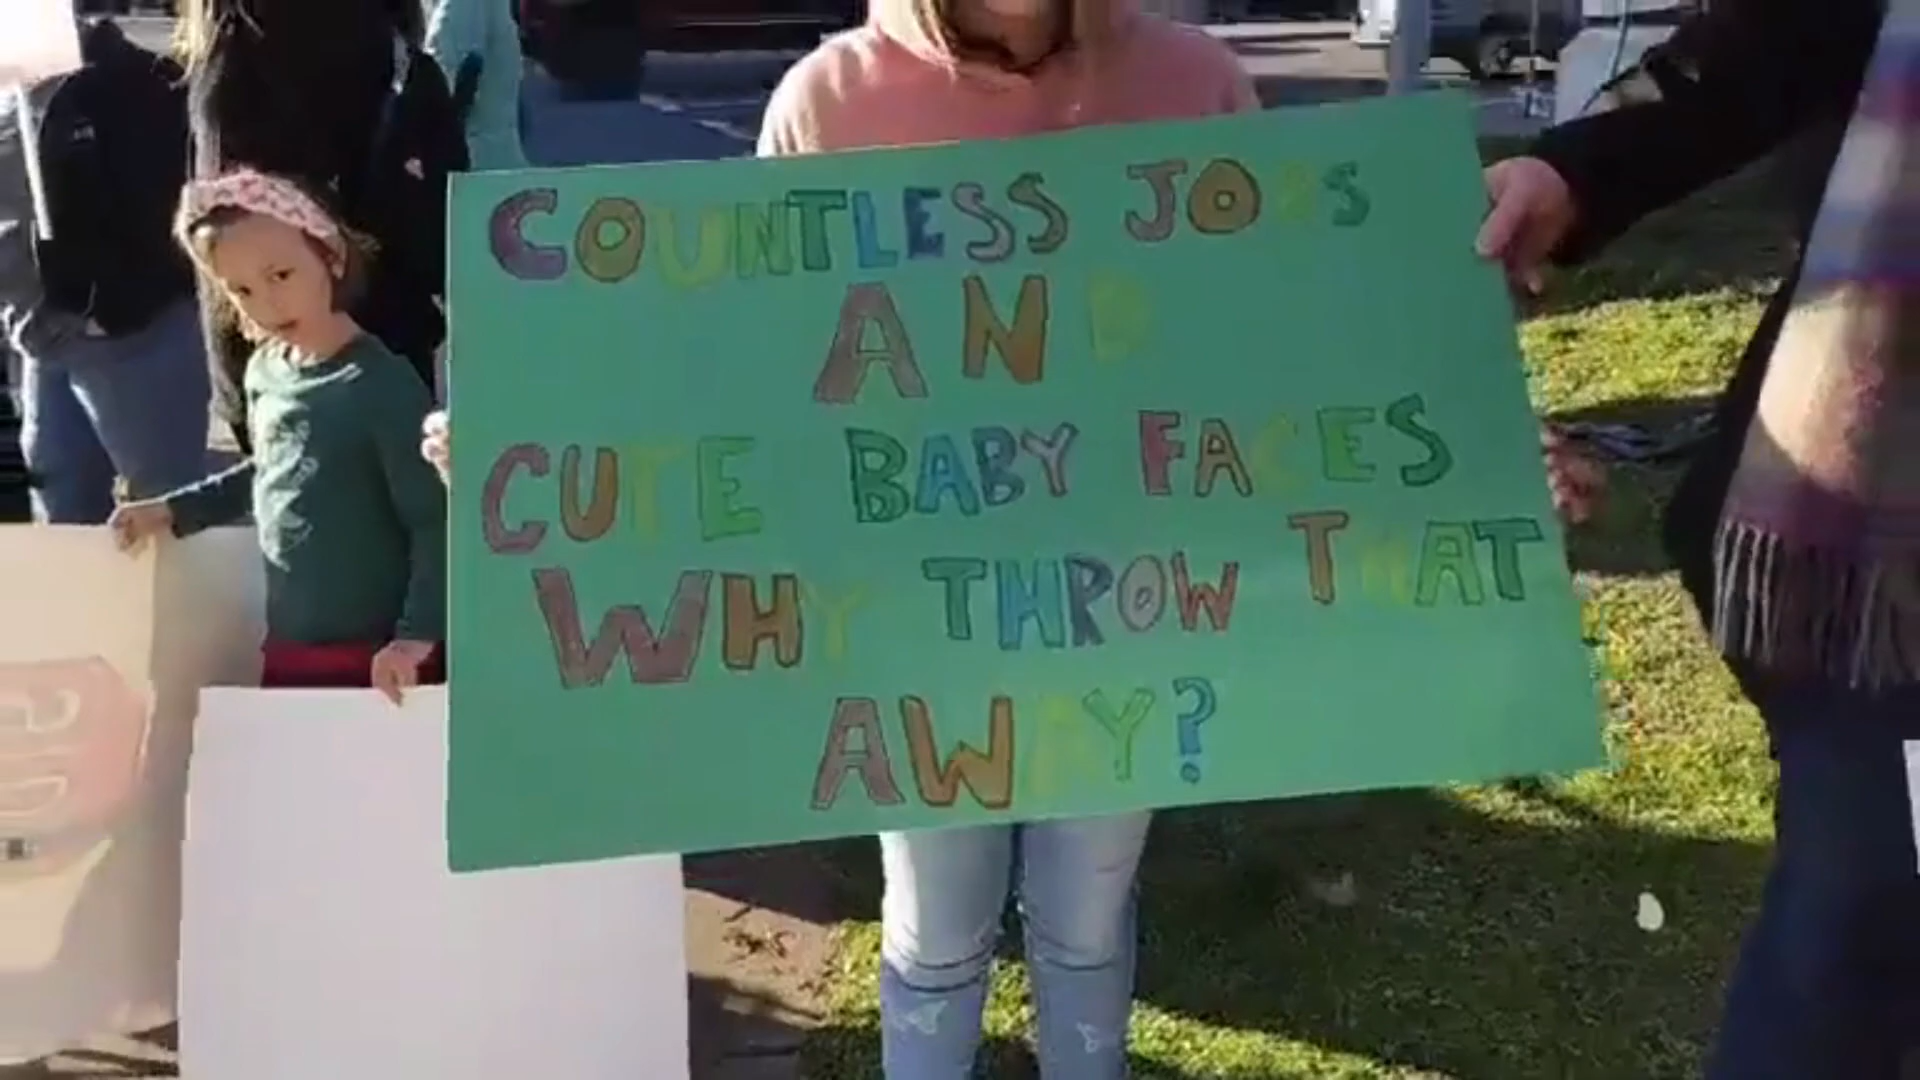 COUNTLESS JOBS
AND
CUTE BABY FACES
WHY THROW THAT
AWAY?